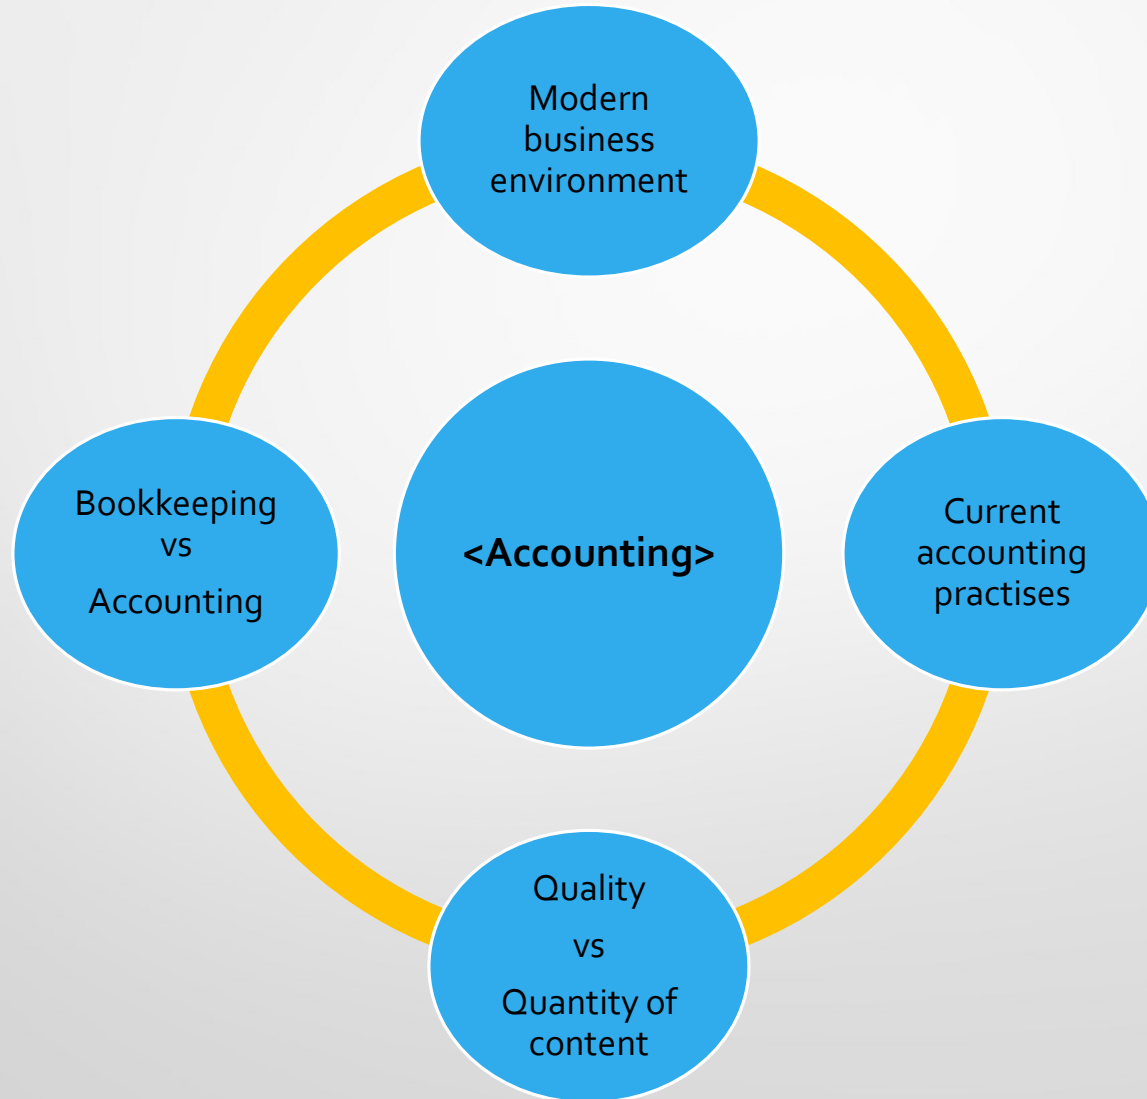 Modern
business
environment
Bookkeeping
vs
Accounting
<Accounting>
Current
accounting
practises
Quality
vs
Quantity of
content